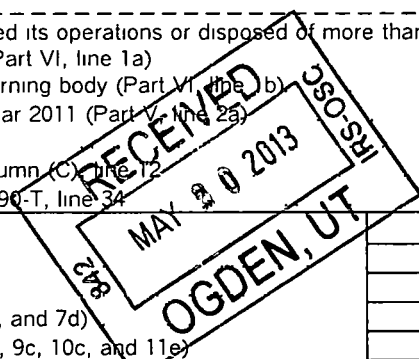 ed its operations or disposed of more than
Part VI, line 1a)
erning body (Part VI, line 1b)
ar 2011 (Part V, line 2a)
umn (C), line 12
90-T, line 34
RECEIVED
842
MAY 30 2013
IRS-OSC
OGDEN, UT
, and 7d)
, 9c, 10c, and 11e)